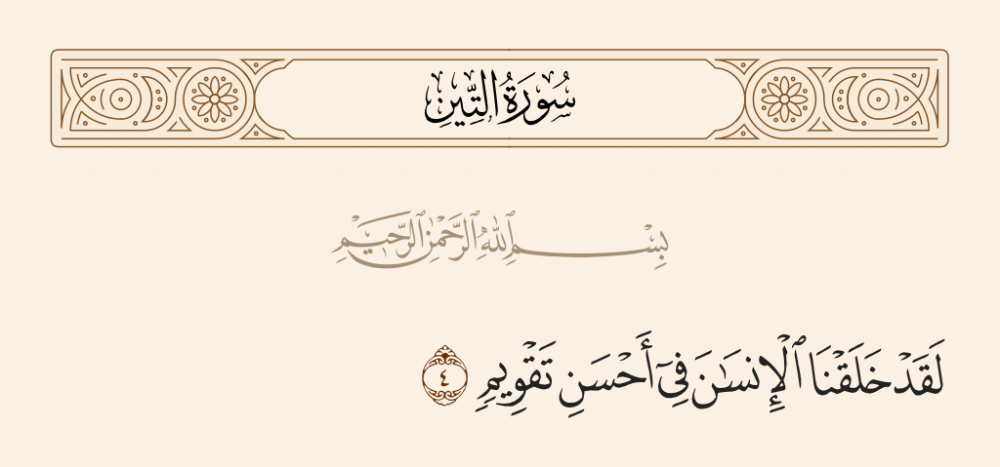 سُورَةُ التِّينِ
بِسْمِ ٱللَّهِ ٱلرَّحْمَٰنِ ٱلرَّحِيمِ
لَقَدْ خَلَقْنَا ٱلْإِنسَٰنَ فِىٓ أَحْسَنِ تَقْوِيمٍ ٤